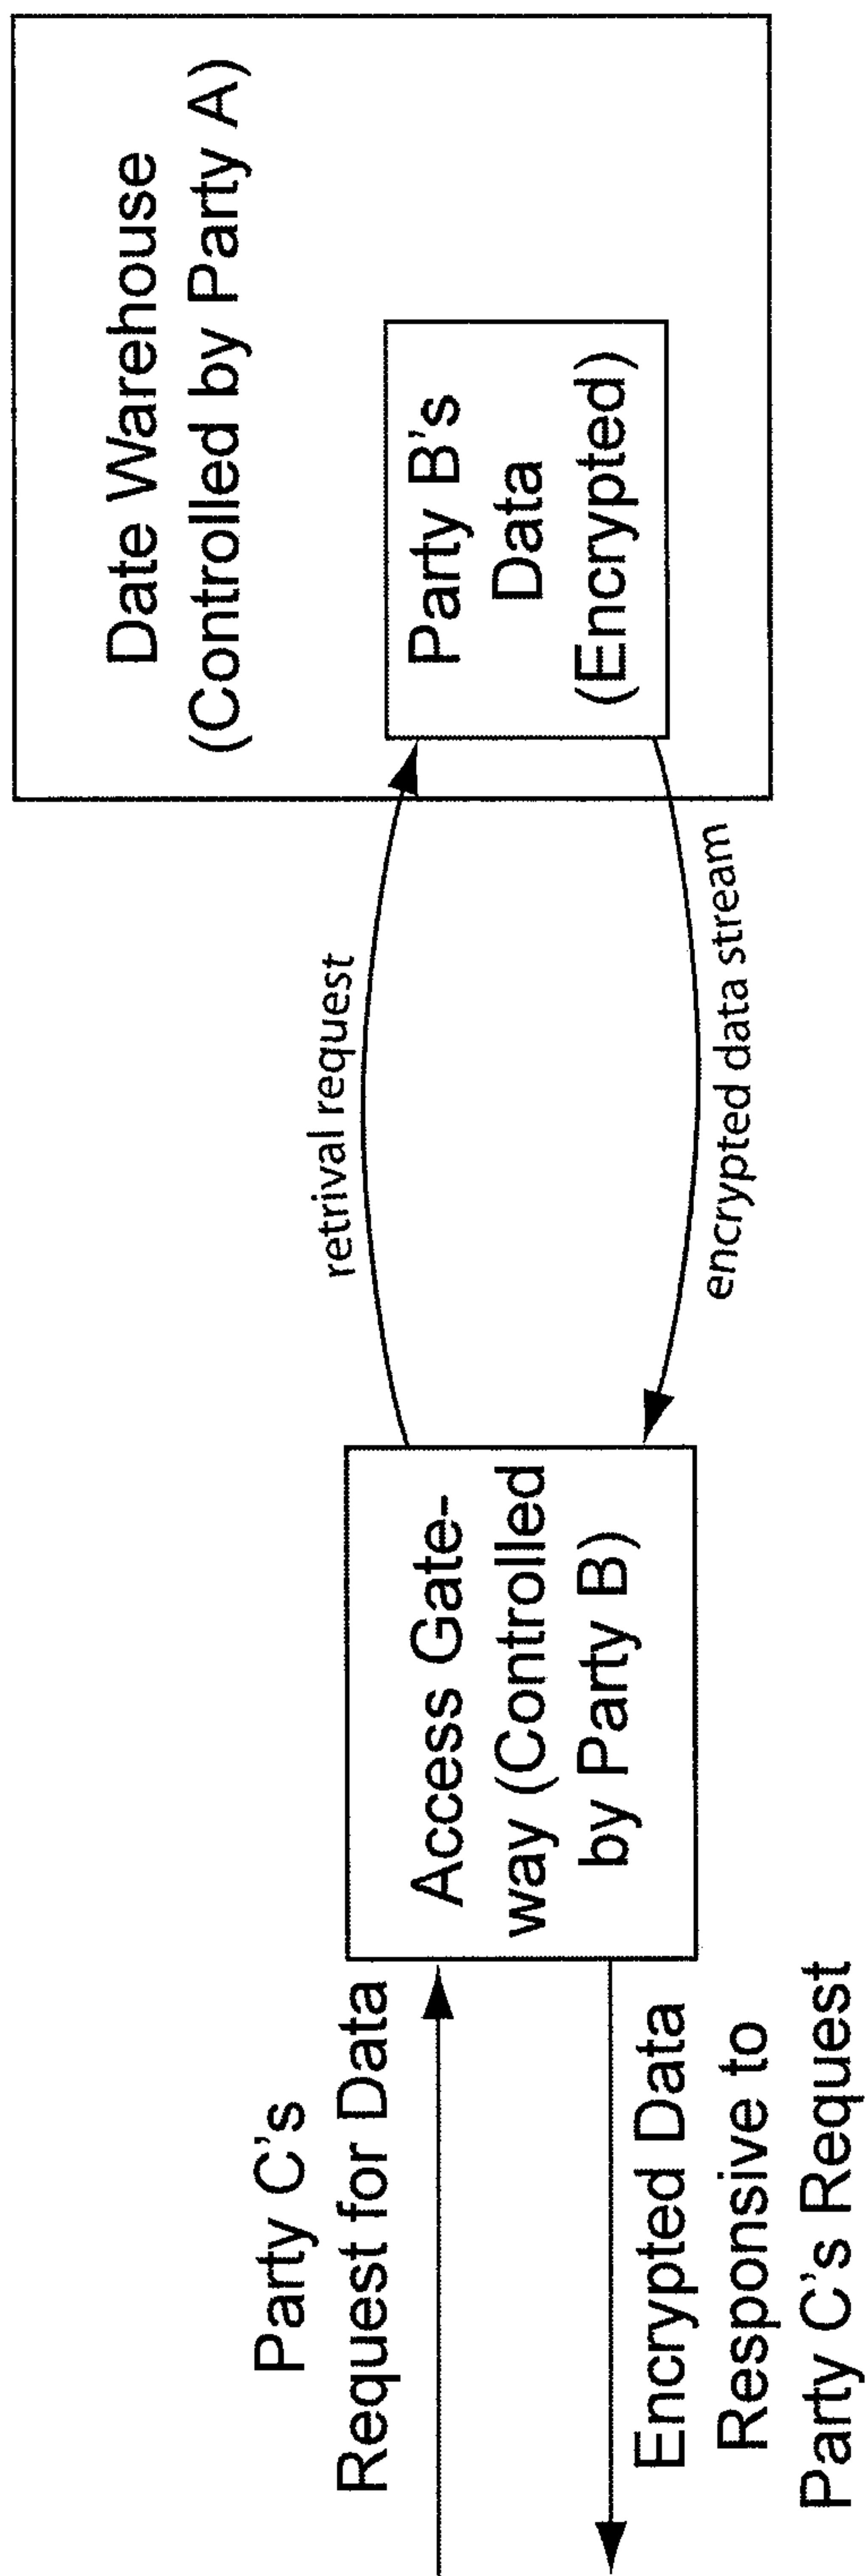 Party C's
Request for Data
Encrypted Data
Responsive to
Party C's Request
Access Gate-
way (Controlled
by Party B)
retrival request
encrypted data stream
Date Warehouse
(Controlled by Party A)
Party B's
Data
(Encrypted)